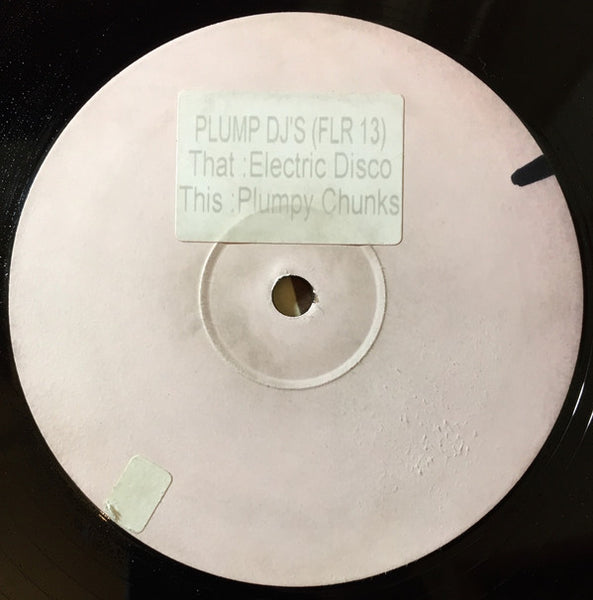 PLUMP DJ'S (FLR 13)
That :Electric Disco
This :Plumpy Chunks